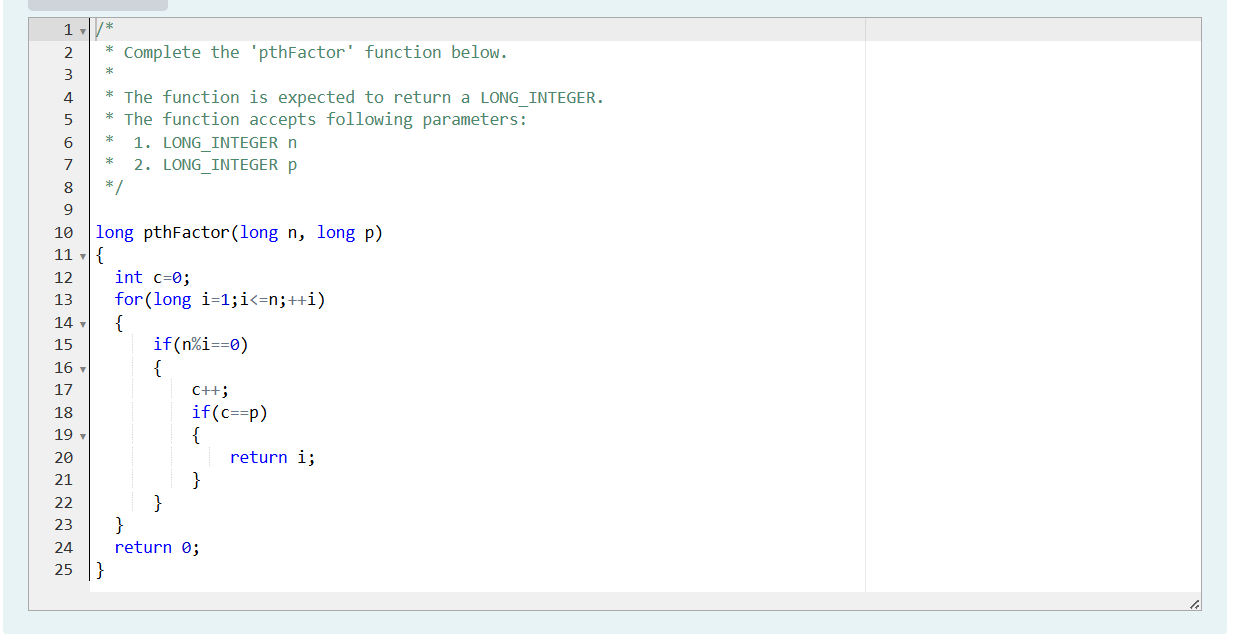 1 /*
2  * Complete the 'pthFactor' function below.
3  *
4  * The function is expected to return a LONG_INTEGER.
5  * The function accepts following parameters:
6  *  1. LONG_INTEGER n
7  *  2. LONG_INTEGER p
8  */
9
10 long pthFactor(long n, long p)
11 {
12   int c=0;
13   for(long i=1;i<=n;++i)
14   {
15       if(n%i==0)
16       {
17           c++;
18           if(c==p)
19           {
20               return i;
21           }
22       }
23   }
24   return 0;
25 }